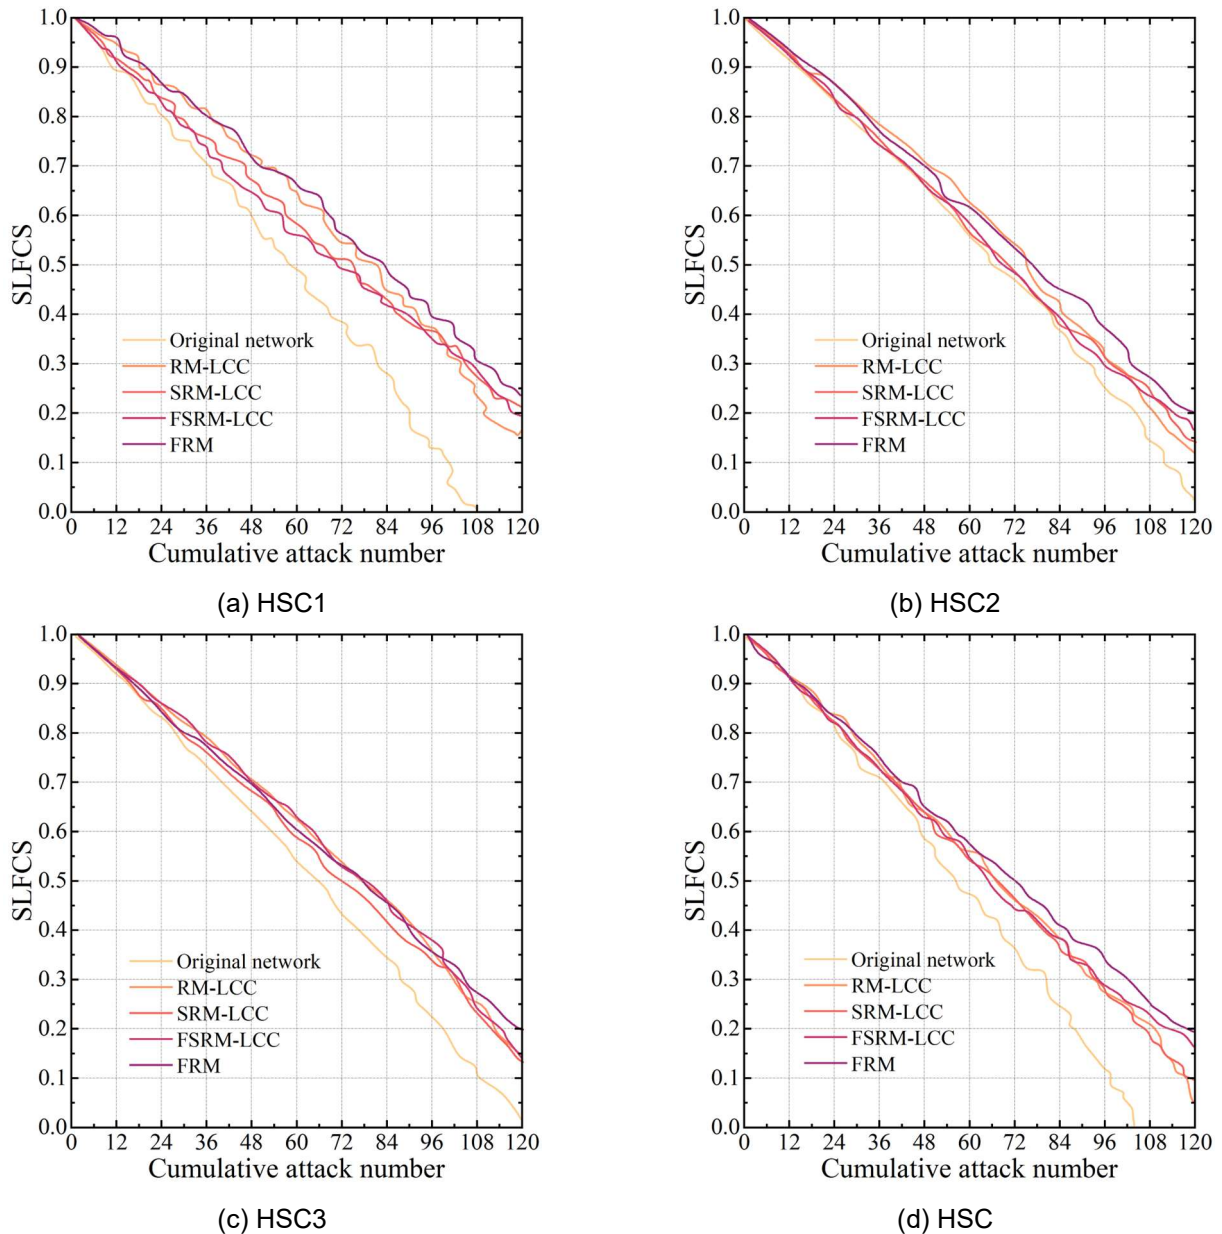 1.0
0.9
0.8
0.7
0.6
0.5
0.4
0.3
0.2
0.1
0.0
SLFCS
Original network
RM-LCC
SRM-LCC
FSRM-LCC
FRM
0 12 24 36 48 60 72 84 96 108 120
Cumulative attack number
(a) HSC1
1.0
0.9
0.8
0.7
0.6
0.5
0.4
0.3
0.2
0.1
0.0
SLFCS
Original network
RM-LCC
SRM-LCC
FSRM-LCC
FRM
0 12 24 36 48 60 72 84 96 108 120
Cumulative attack number
(b) HSC2
1.0
0.9
0.8
0.7
0.6
0.5
0.4
0.3
0.2
0.1
0.0
SLFCS
Original network
RM-LCC
SRM-LCC
FSRM-LCC
FRM
0 12 24 36 48 60 72 84 96 108 120
Cumulative attack number
(c) HSC3
1.0
0.9
0.8
0.7
0.6
0.5
0.4
0.3
0.2
0.1
0.0
SLFCS
Original network
RM-LCC
SRM-LCC
FSRM-LCC
FRM
0 12 24 36 48 60 72 84 96 108 120
Cumulative attack number
(d) HSC